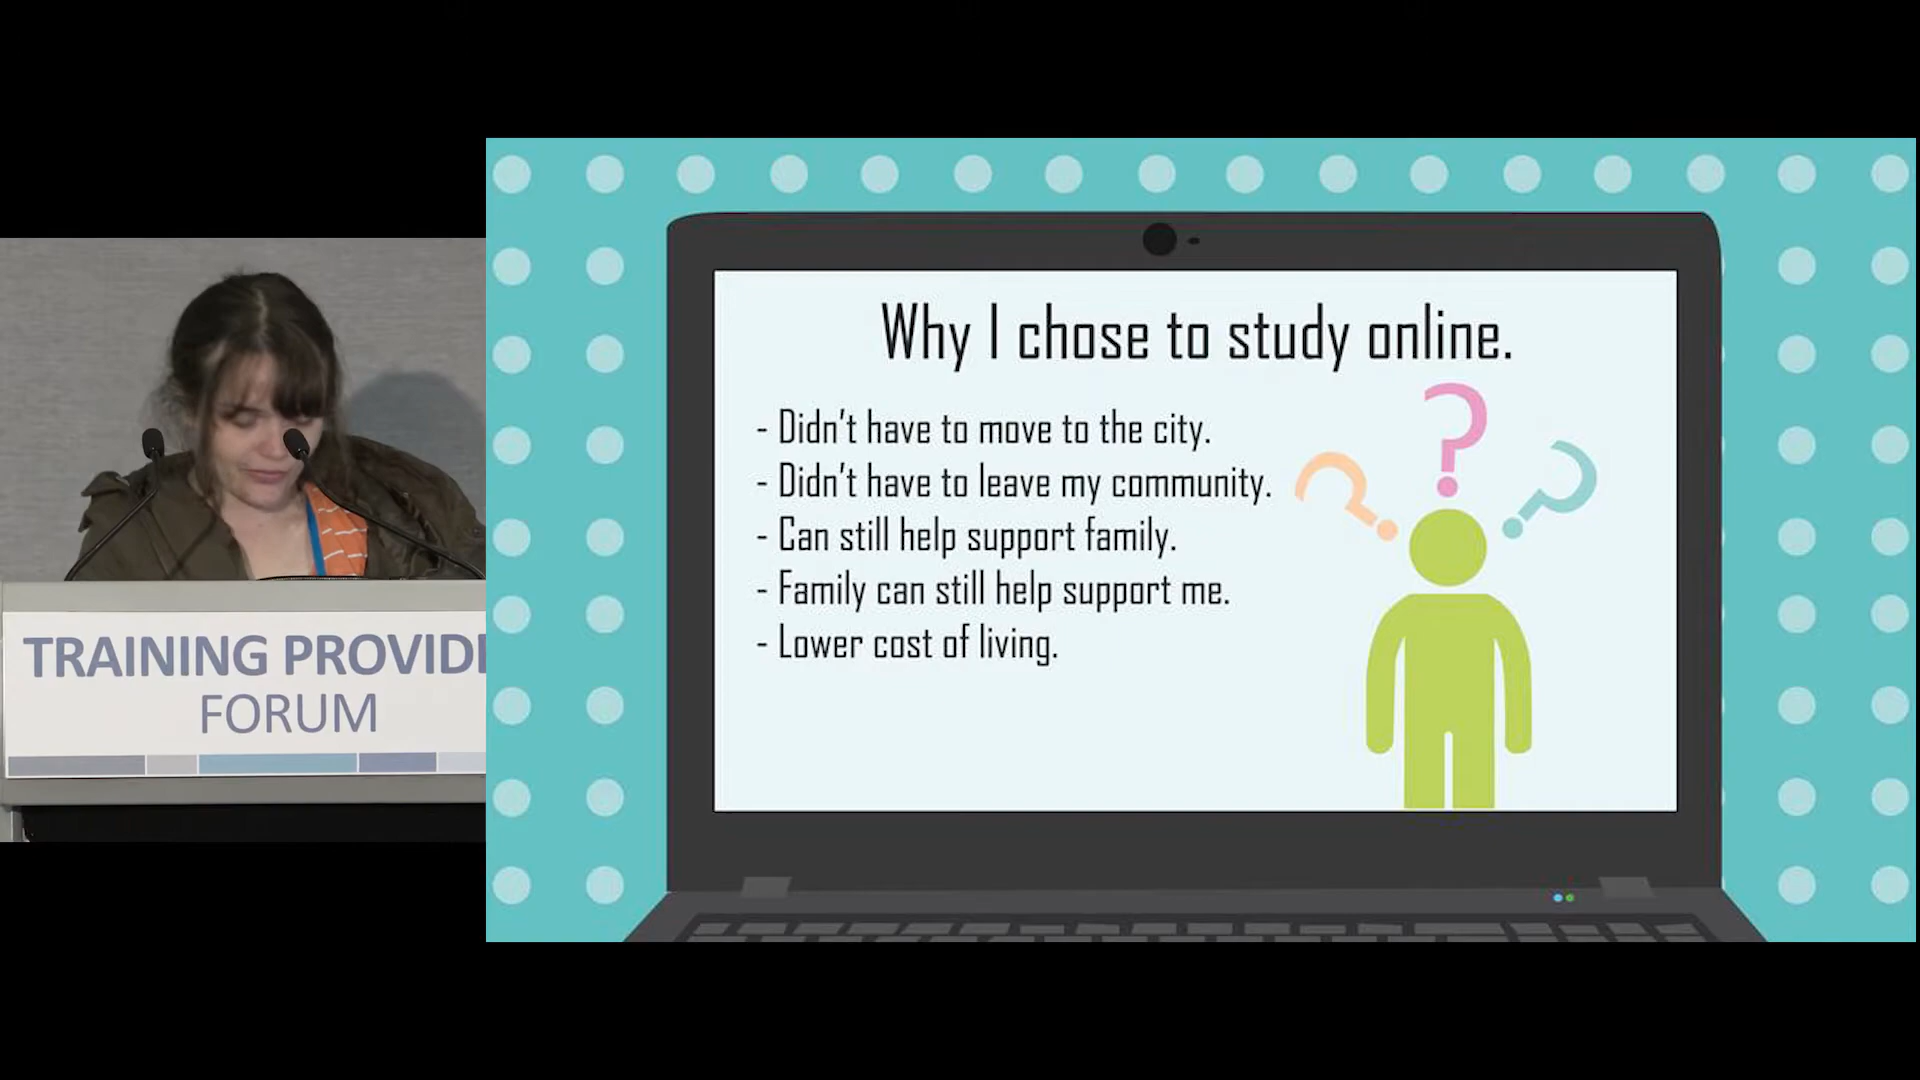 TRAINING PROVID
FORUM
Why I chose to study online.
- Didn't have to move to the city.
- Didn't have to leave my community.
- Can still help support family.
- Family can still help support me.
- Lower cost of living.
? ? ?